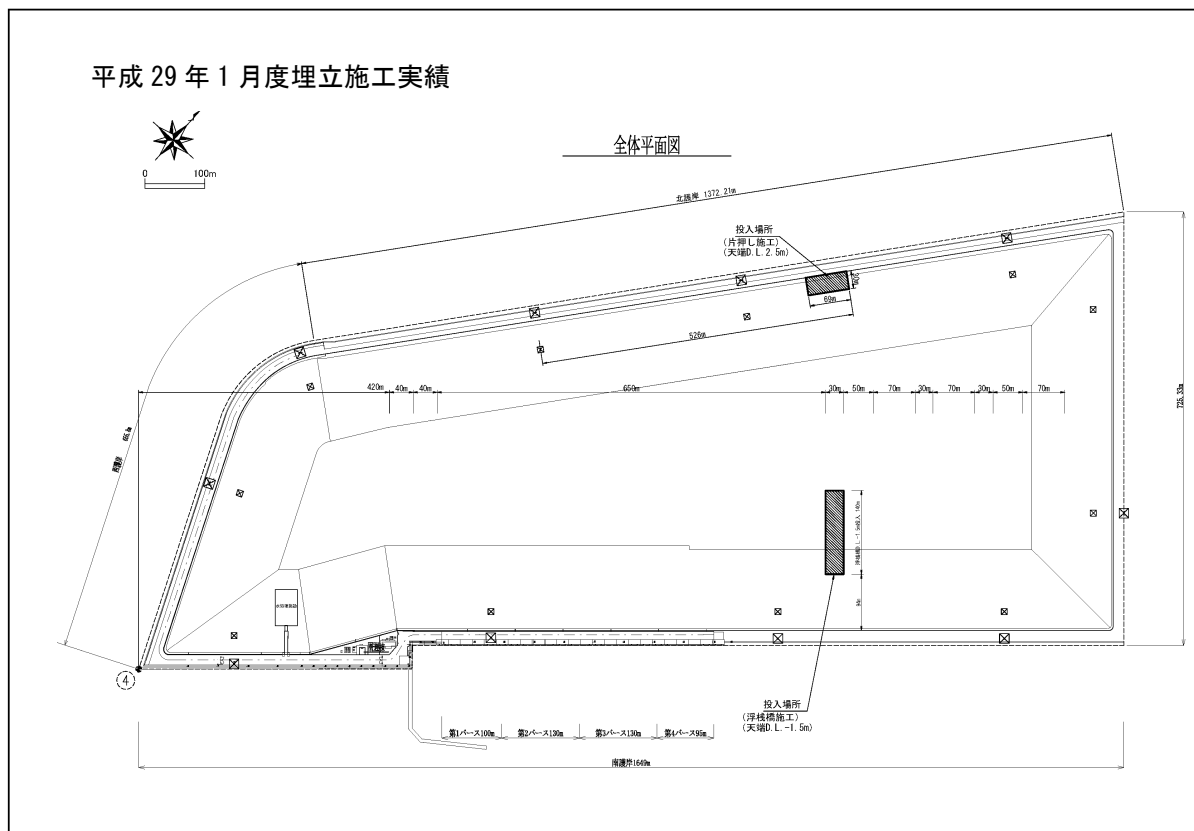 平成 29 年 1 月度埋立施工実績
全体平面図
0 100m
北護岸 1372.21m
投入場所
(片押し施工)
(天端D.L.2.5m)
30m
69m
526m
420m
40m
40m
650m
30m
50m
70m
30m
70m
30m
50m
70m
725.33m
投入場所
(浮桟橋施工)
(天端D.L.-1.5m)
④
第1バース100m
第2バース130m
第3バース130m
第4バース95m
南護岸1649m